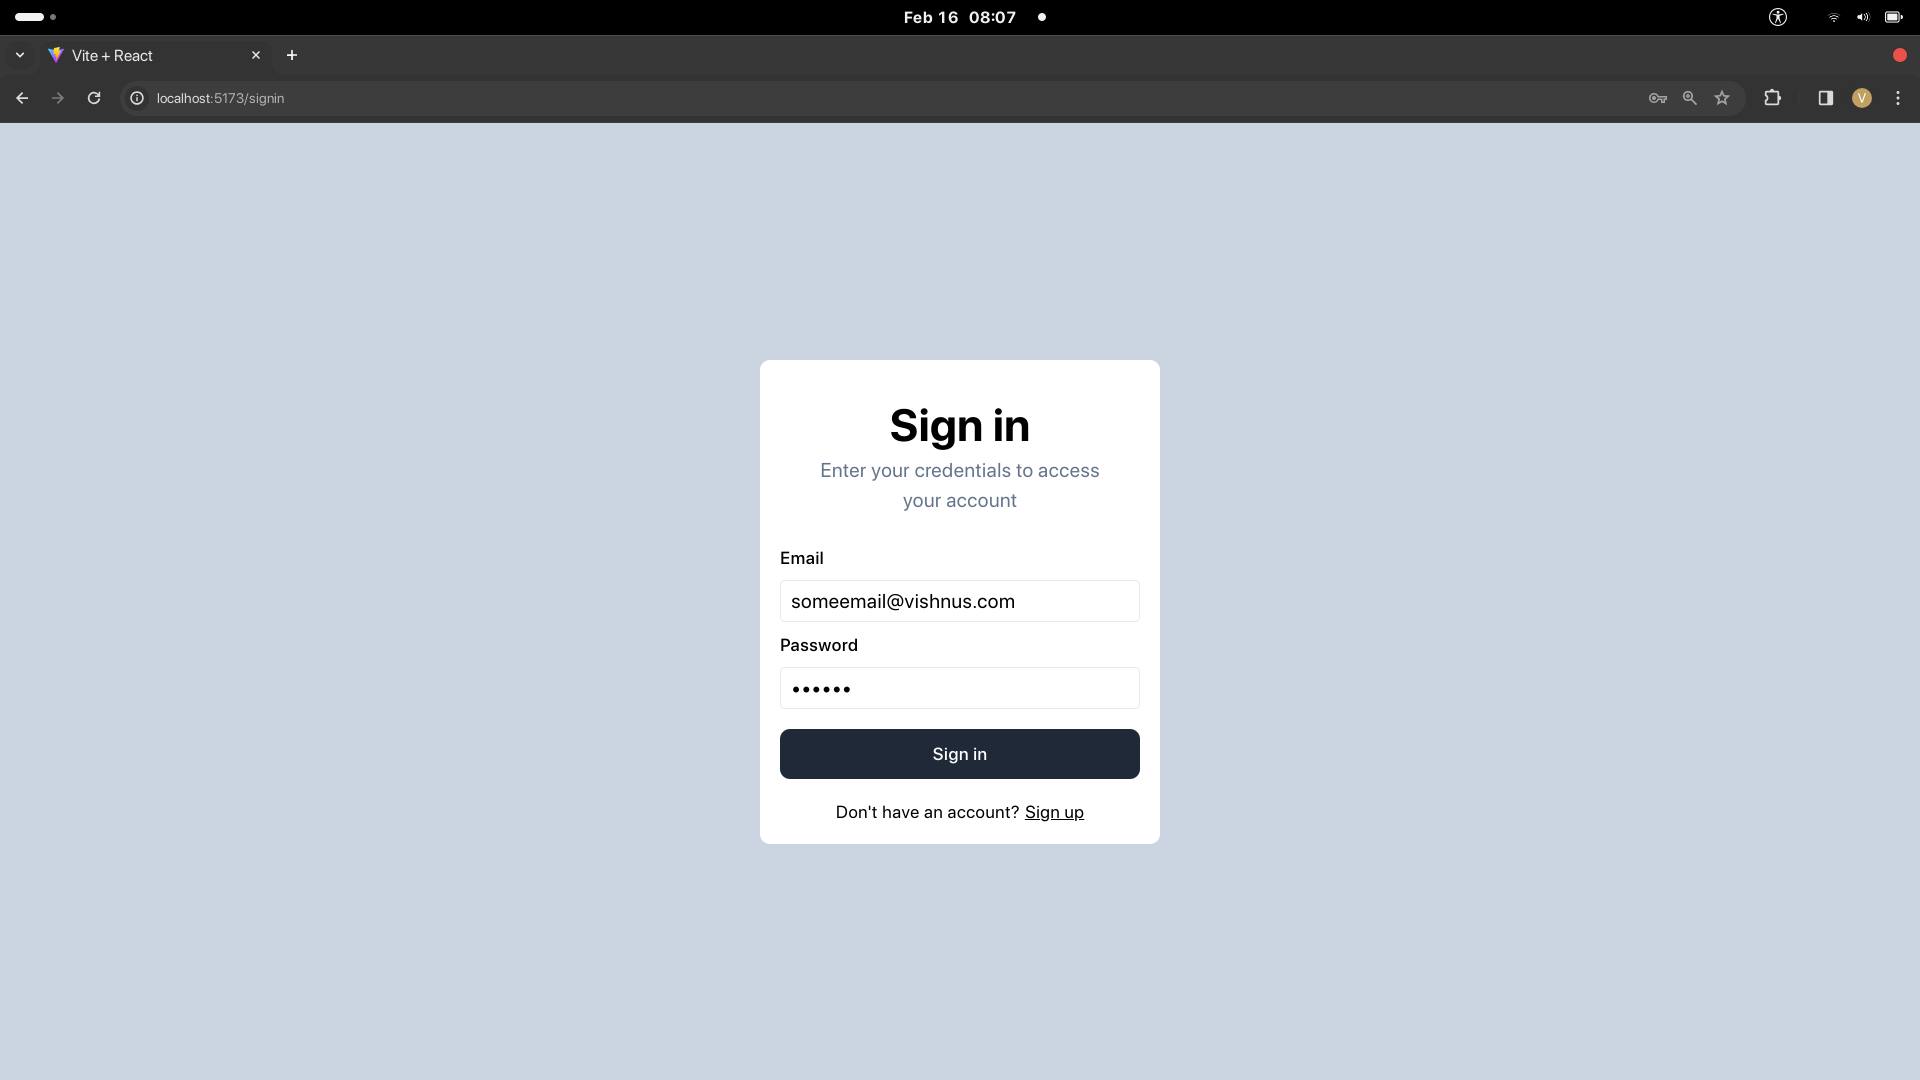 Feb 16 08:07
Vite + React
localhost:5173/signin
V
Sign in
Enter your credentials to access
your account
Email
someemail@vishnus.com
Password
••••••
Sign in
Don't have an account? Sign up